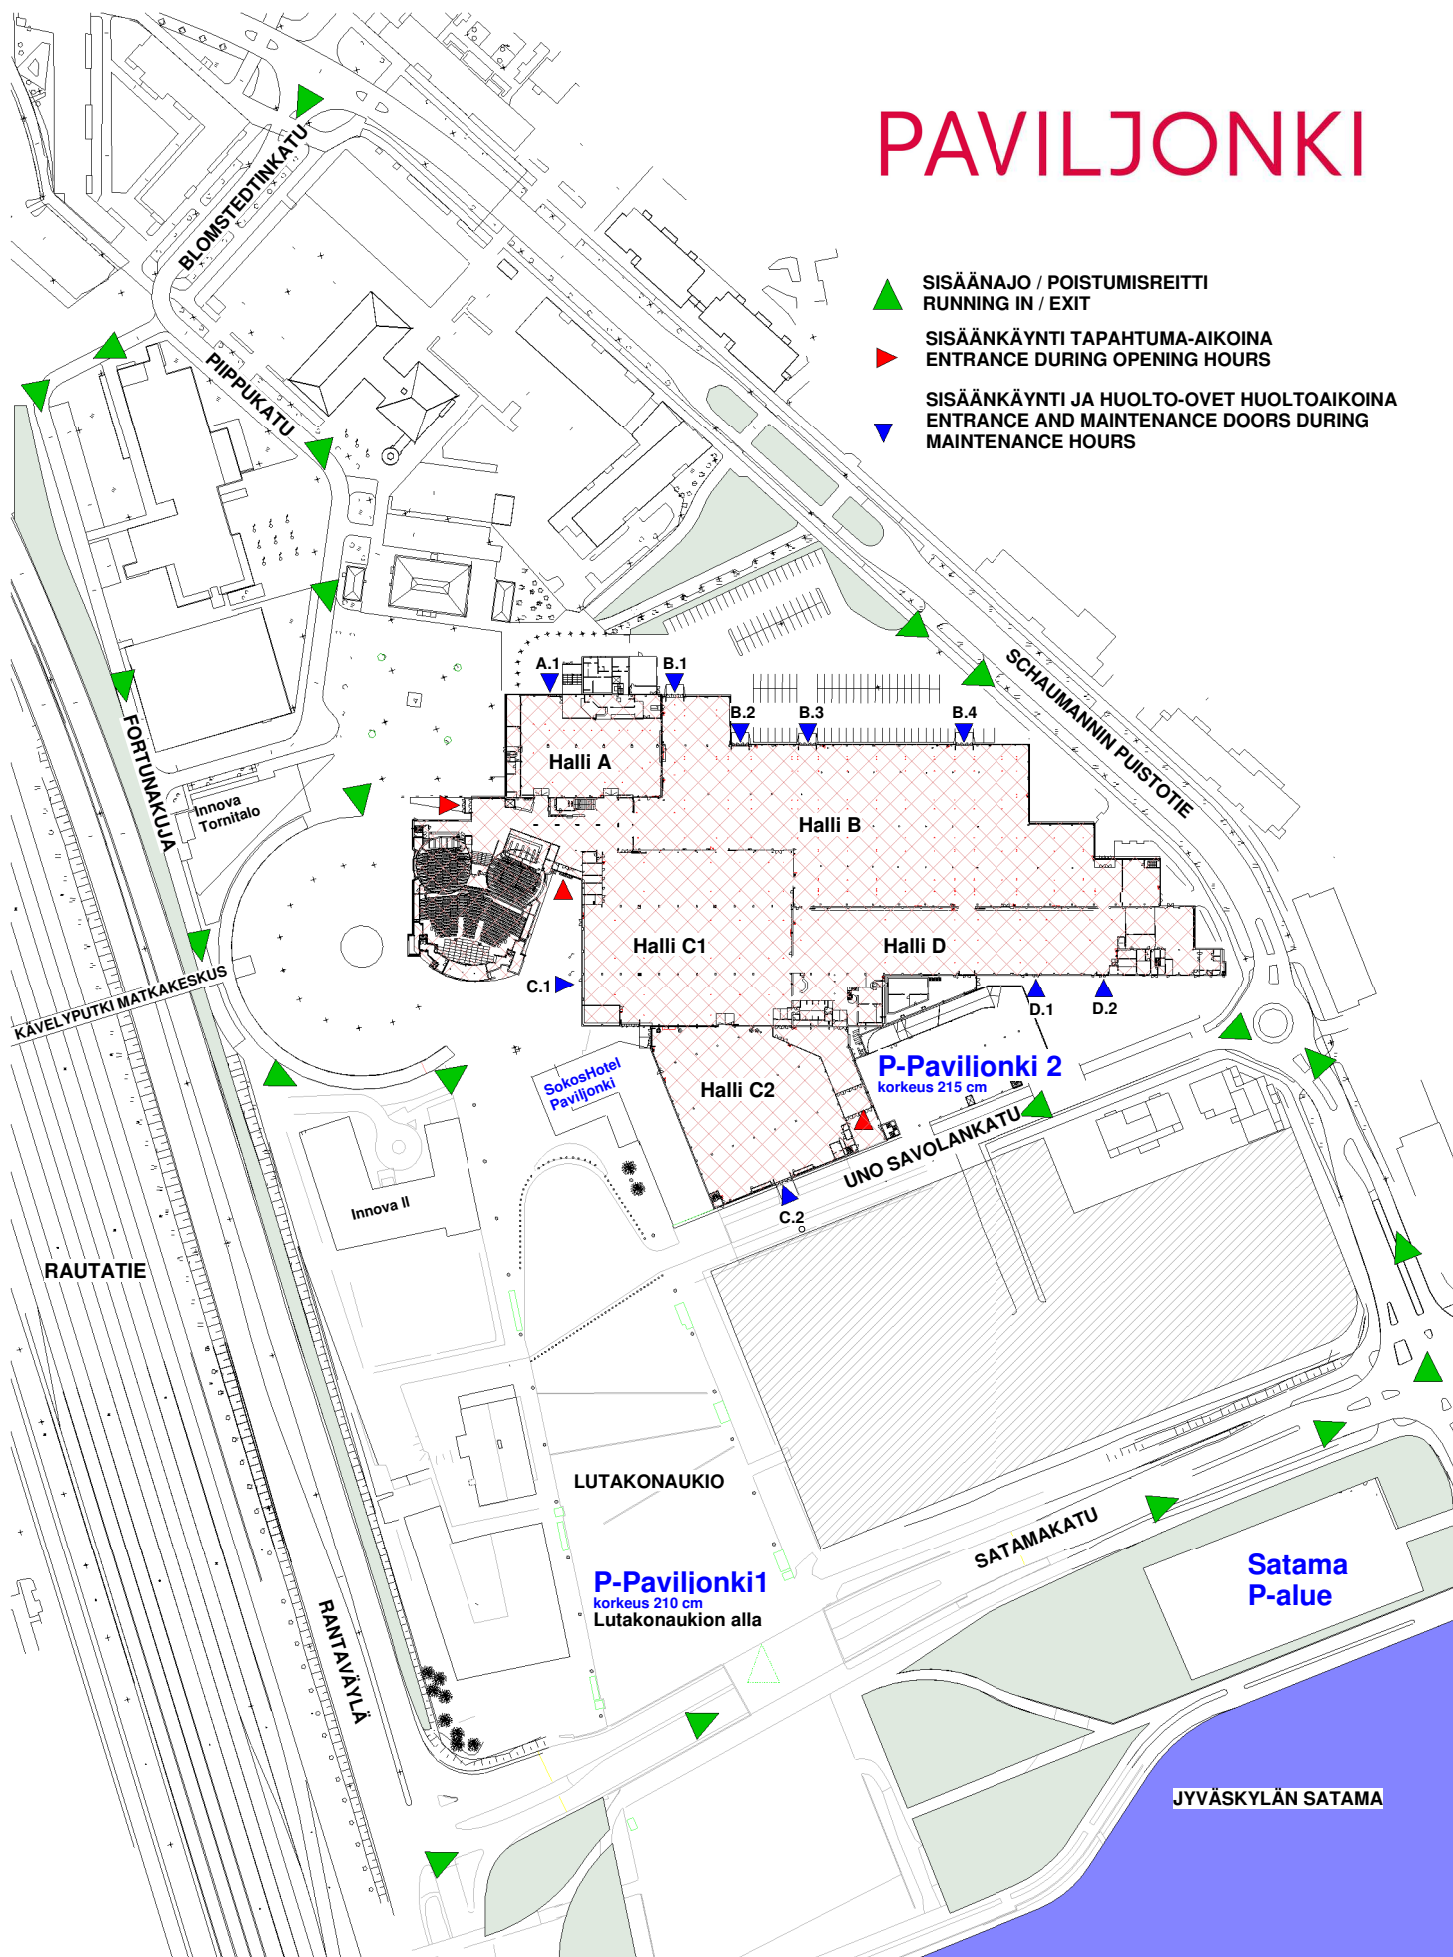 PAVILJONKI
SISÄÄNAJO / POISTUMISREITTI
RUNNING IN / EXIT
SISÄÄNKÄYNTI TAPAHTUMA-AIKOINA
ENTRANCE DURING OPENING HOURS
SISÄÄNKÄYNTI JA HUOLTO-OVET HUOLTOAIKOINA
ENTRANCE AND MAINTENANCE DOORS DURING
MAINTENANCE HOURS
BLOMSTEDTINKATU
PIIPPUKATU
SCHAUMANNIN PUISTOTIE
A.1
B.1
B.2
B.3
B.4
FORTUNAKUJA
Halli A
Innova
Tornitalo
Halli B
Halli C1
Halli D
C.1
D.1
D.2
KÄVELYPUTKI MATKAKESKUS
SokosHotel
Paviljonki
Halli C2
P-Paviljonki 2
korkeus 215 cm
UNO SAVOLANKATU
C.2
Innova II
RAUTATIE
LUTAKONAUKIO
SATAMAKATU
P-Paviljonki1
korkeus 210 cm
Lutakonaukion alla
Satama
P-alue
RANTAVÄYLÄ
JYVÄSKYLÄN SATAMA